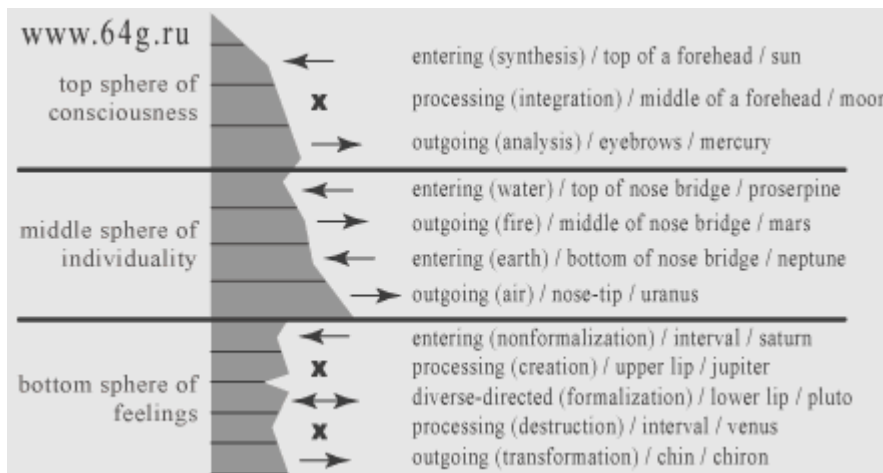 www.64g.ru
top sphere of
consciousness
entering (synthesis) / top of a forehead / sun
x
processing (integration) / middle of a forehead / moon
outgoing (analysis) / eyebrows / mercury
middle sphere of
individuality
entering (water) / top of nose bridge / proserpine
outgoing (fire) / middle of nose bridge / mars
entering (earth) / bottom of nose bridge / neptune
outgoing (air) / nose-tip / uranus
bottom sphere of
feelings
entering (nonformalization) / interval / saturn
x
processing (creation) / upper lip / jupiter
diverse-directed (formalization) / lower lip / pluto
x
processing (destruction) / interval / venus
outgoing (transformation) / chin / chiron